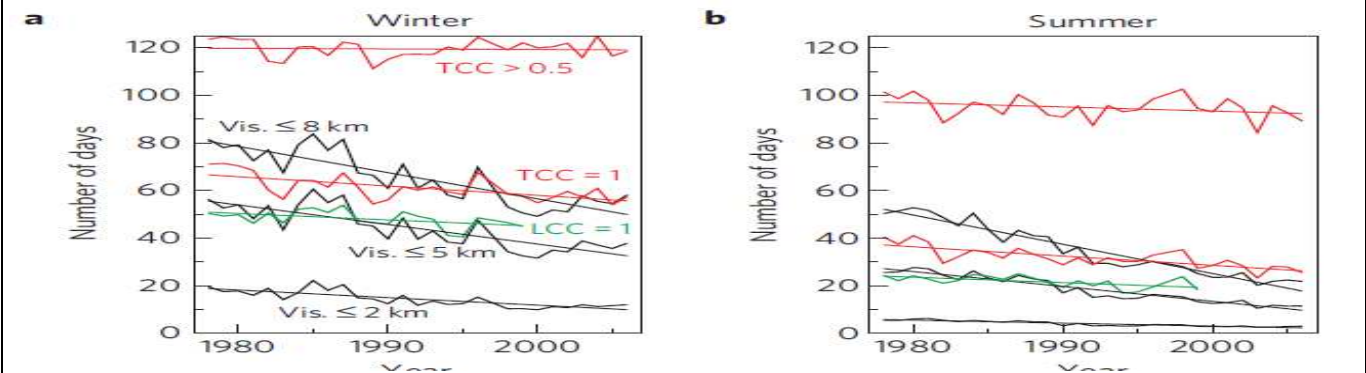 a Winter
120
100
80
60
40
20
0
Number of days
TCC > 0.5
Vis. ≤ 8 km
TCC = 1
LCC = 1
Vis. ≤ 5 km
Vis. ≤ 2 km
1980 1990 2000
Year
b Summer
120
100
80
60
40
20
0
Number of days
1980 1990 2000
Year